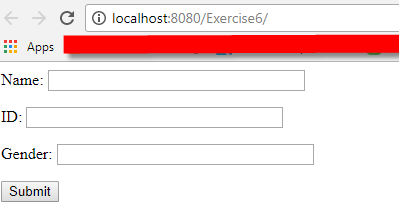 localhost:8080/Exercise6/
Apps
Name:
ID:
Gender:
Submit